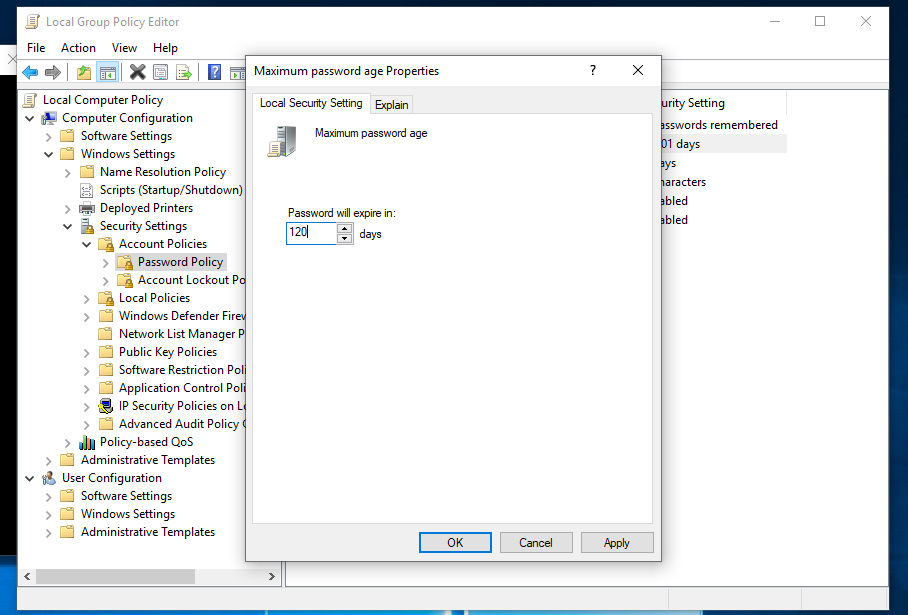 Local Group Policy Editor
File Action View Help
Local Computer Policy
Computer Configuration
Software Settings
Windows Settings
Name Resolution Policy
Scripts (Startup/Shutdown)
Deployed Printers
Security Settings
Account Policies
Password Policy
Account Lockout Po
Local Policies
Windows Defender Firew
Network List Manager P
Public Key Policies
Software Restriction Poli
Application Control Poli
IP Security Policies on Lo
Advanced Audit Policy C
Policy-based QoS
Administrative Templates
User Configuration
Software Settings
Windows Settings
Administrative Templates
Maximum password age Properties
?
Local Security Setting Explain
Maximum password age
Password will expire in:
120 days
OK Cancel Apply
urity Setting
asswords remembered
01 days
ays
haracters
abled
abled